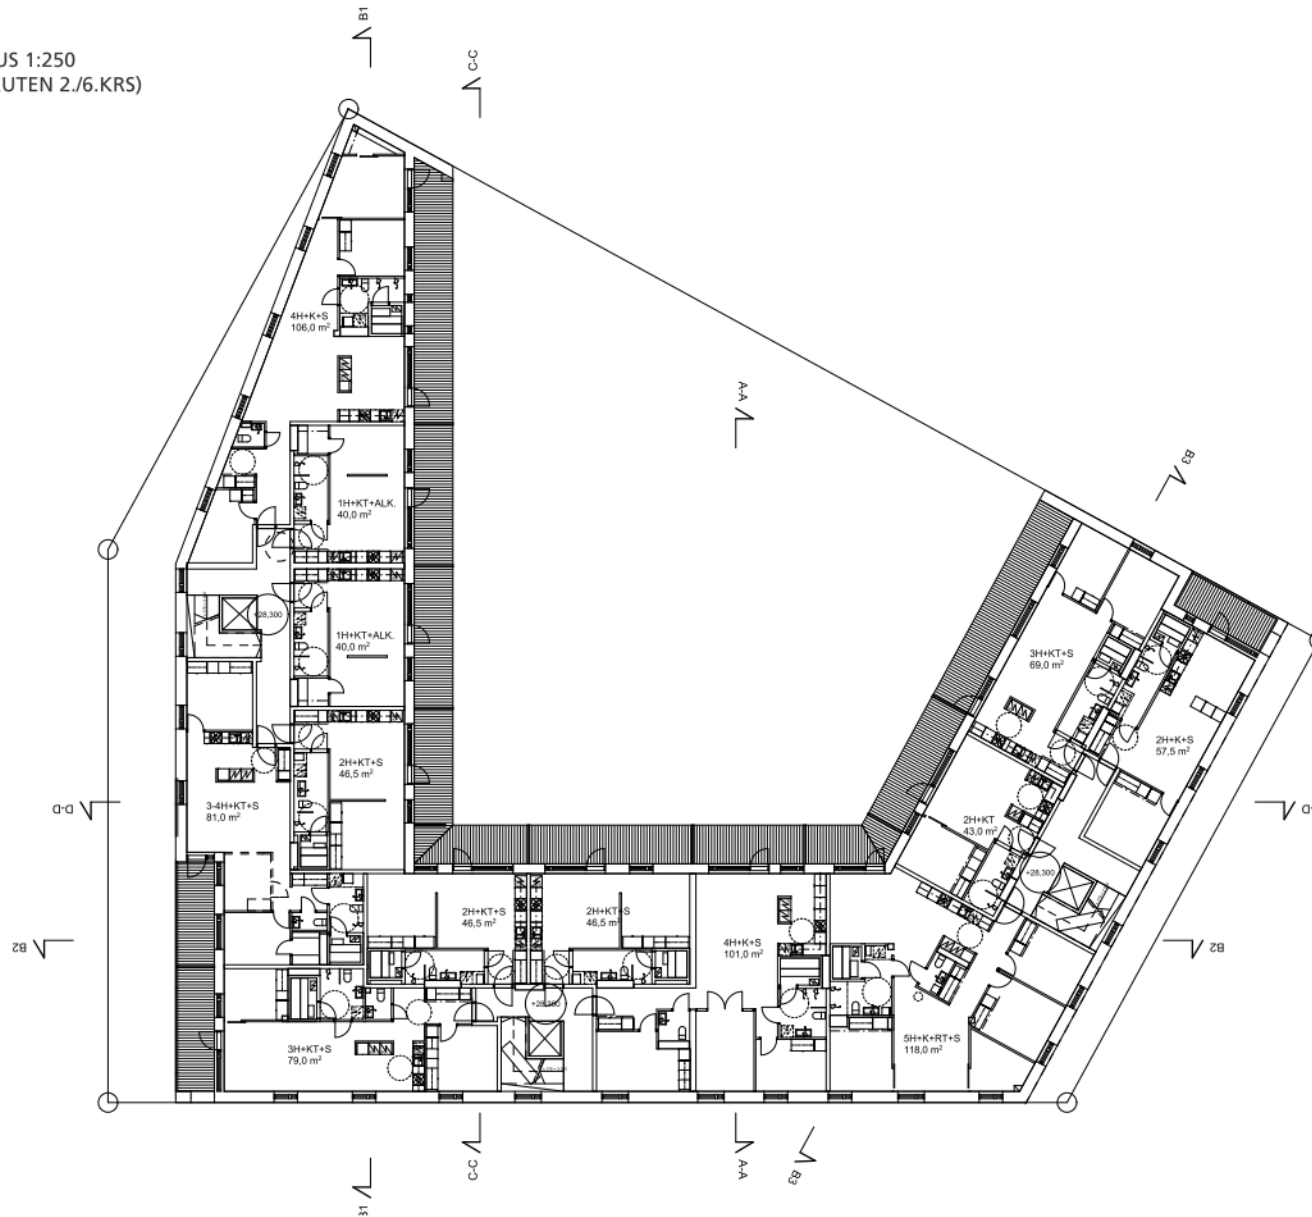 US 1:250
UTEN 2./6.KRS)
B1
C-C
4H+K+S
106,0 m²
A-A
B3
1H+KT+ALK.
40,0 m²
+28,300
1H+KT+ALK.
40,0 m²
3H+KT+S
69,0 m²
2H+K+S
57,5 m²
2H+KT+S
46,5 m²
3-4H+KT+S
81,0 m²
D-D
2H+KT
43,0 m²
+28,300
2H+KT+S
46,5 m²
2H+KT+S
46,5 m²
4H+K+S
101,0 m²
B2
B2
+28,300
3H+KT+S
79,0 m²
5H+K+RT+S
118,0 m²
C-C
A-A
B3
B1